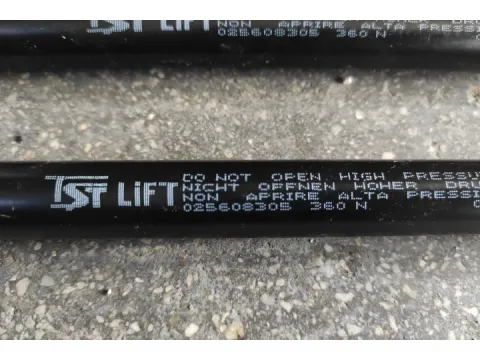 LIFT
NON APRIRE ALTA PRESSI
025608305 360 N
TST LIFT
DO NOT OPEN HIGH PRESSU
NICHT OFFNEN HOHER DRU
NON APRIRE ALTA PRESSI
025608305 360 N